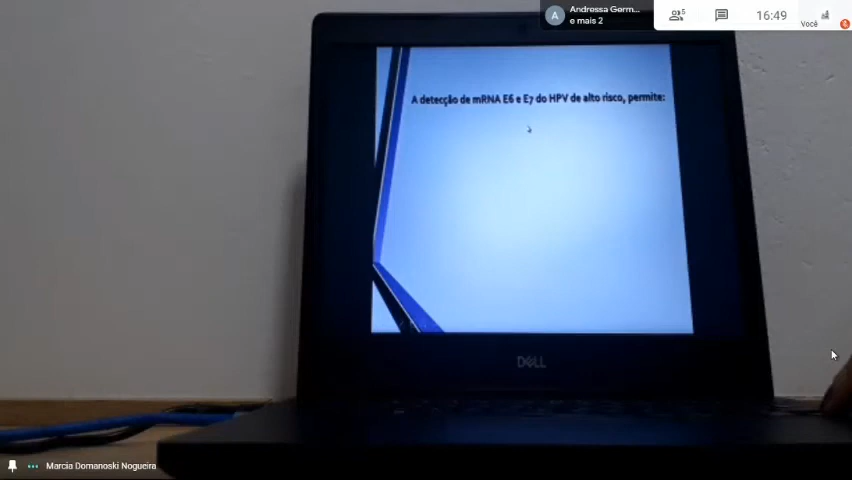 Andressa Germ...
e mais 2
A
5
16:49
Você
A detecção de mRNA E6 e E7 do HPV de alto risco, permite:
DELL
Marcia Domanoski Nogueira